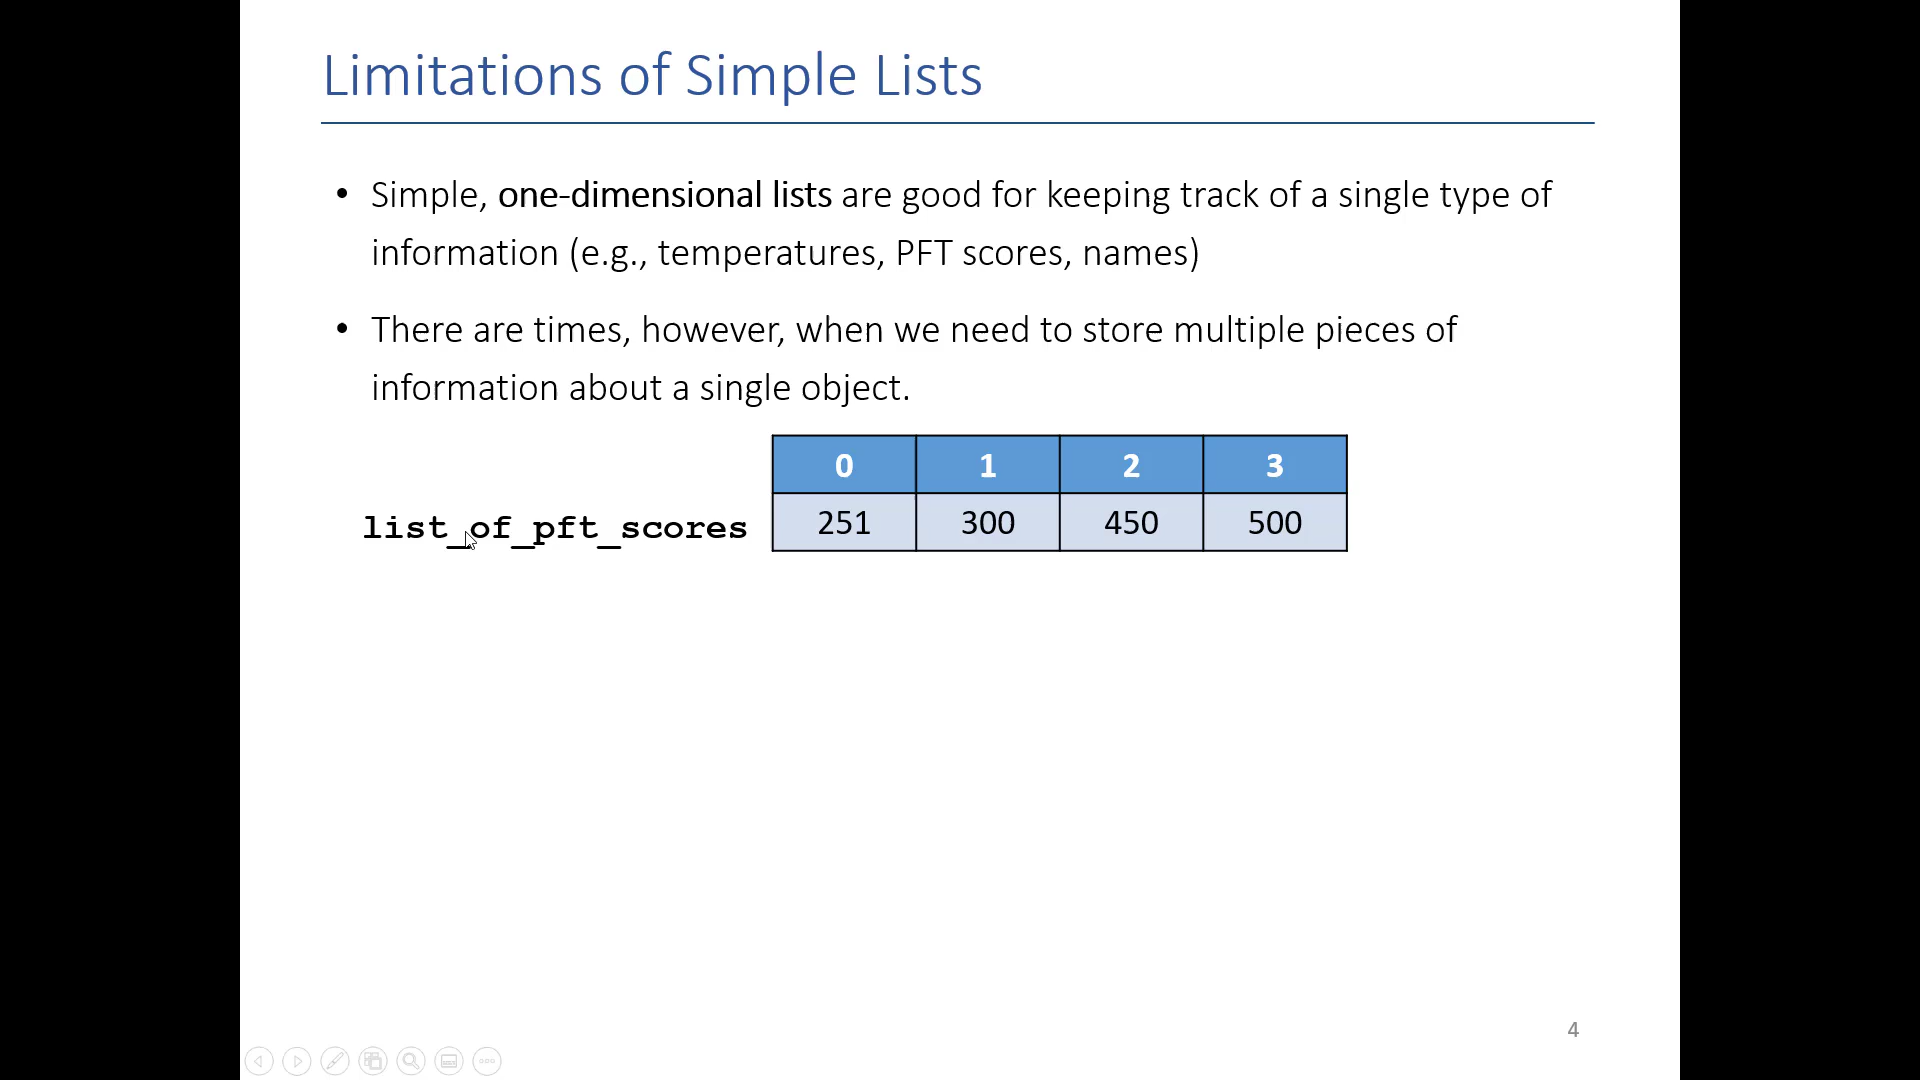 Limitations of Simple Lists
• Simple, one-dimensional lists are good for keeping track of a single type of
information (e.g., temperatures, PFT scores, names)
• There are times, however, when we need to store multiple pieces of
information about a single object.
0 1 2 3
list_of_pft_scores 251 300 450 500
4